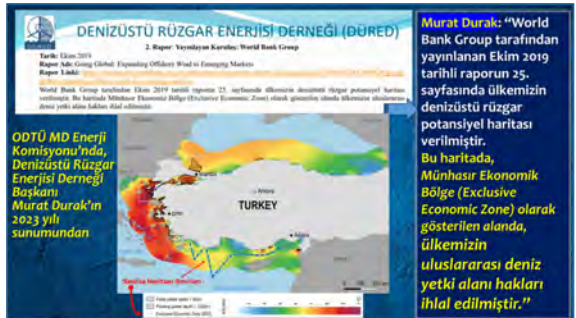 DENİZÜSTÜ RÜZGAR ENERJİSİ DERNEĞİ (DÜRED)
DÜRED
2. Rapor: Yayınlayan Kuruluş: World Bank Group
Tarih: Ekim 2019
Rapor Adı: Going Global: Expanding Offshore Wind to Emerging Markets
Rapor Linki:
World Bank Group tarafından Ekim 2019 tarihli raporun 25. sayfasında ülkemizin denizüstü rüzgar potansiyel haritası
verilmiştir. Bu haritada Münhasır Ekonomik Bölge (Exclusive Economic Zone) olarak gösterilen alanda ülkemizin uluslararası
deniz yetki alanı hakları ihlal edilmiştir.
ODTÜ MD Enerji
Komisyonu'nda,
Denizüstü Rüzgar
Enerjisi Derneği
Başkanı
Murat Durak'ın
2023 yılı
sunumundan
Ankara
TURKEY
Adana
Murat Durak: “World
Bank Group tarafından
yayınlanan Ekim 2019
tarihli raporun 25.
sayfasında ülkemizin
denizüstü rüzgar
potansiyel haritası
verilmiştir.
Bu haritada,
Münhasır Ekonomik
Bölge (Exclusive
Economic Zone) olarak
gösterilen alanda,
ülkemizin
uluslararası deniz
yetki alanı hakları
ihlal edilmiştir.”